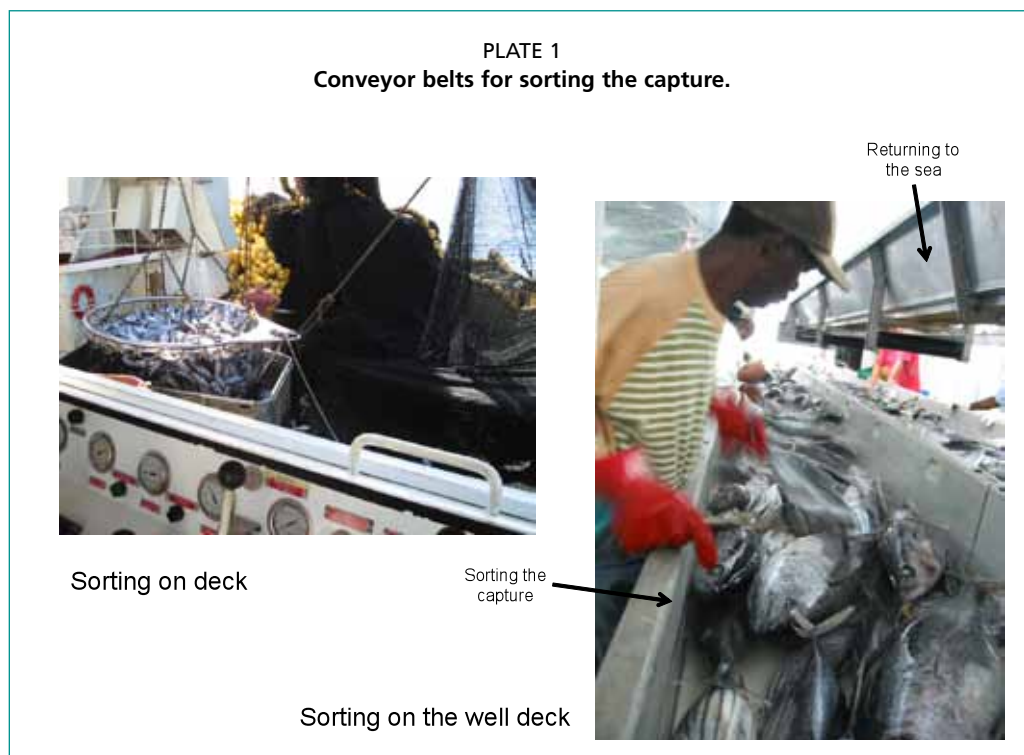 PLATE 1
Conveyor belts for sorting the capture.
Returning to
the sea
Sorting on deck
Sorting the
capture
Sorting on the well deck